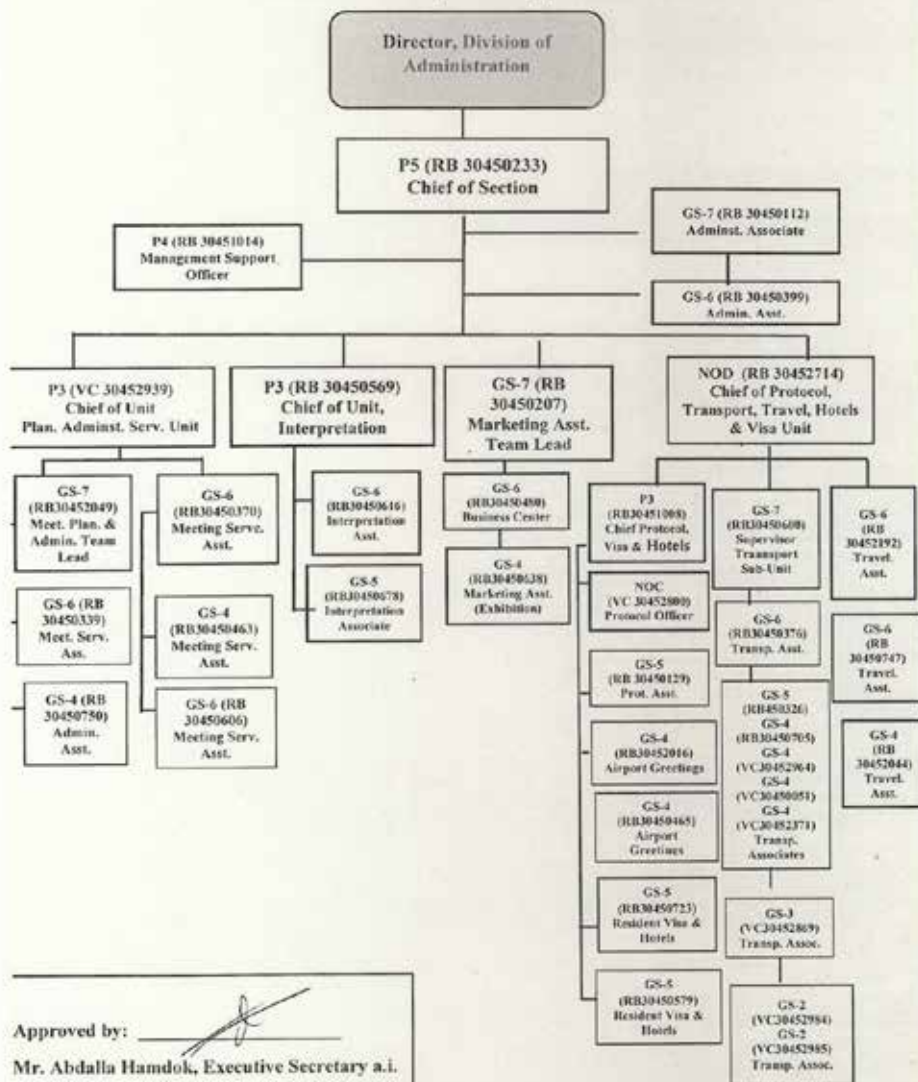 Director, Division of
Administration
P5 (RB 30450233)
Chief of Section
GS-7 (RB 30450112)
Adminst. Associate
P4 (RB 30451014)
Management Support
Officer
GS-6 (RB 30450399)
Admin. Asst.
P3 (VC 30452939)
Chief of Unit
Plan. Adminst. Serv. Unit
P3 (RB 30450569)
Chief of Unit,
Interpretation
GS-7 (RB
30450207)
Marketing Asst.
Team Lead
NOD (RB 30452714)
Chief of Protocol,
Transport, Travel, Hotels
& Visa Unit
GS-7
(RB30452049)
Meet. Plan. &
Admin. Team
Lead
GS-6 (RB
30450339)
Meet. Serv.
Ass.
GS-4 (RB
30450750)
Admin.
Asst.
GS-6
(RB30450370)
Meeting Serve.
Asst.
GS-4
(RB30450463)
Meeting Serv.
Asst.
GS-6 (RB
30450606)
Meeting Serv.
Asst.
GS-6
(RB30450616)
Interpretation
Asst.
GS-5
(RB30450678)
Interpretation
Associate
GS-6
(RB30450480)
Business Center
GS-4
(RB30450638)
Marketing Asst.
(Exhibition)
P3
(RB30451008)
Chief Protocol,
Visa & Hotels
NOC
(VC 30452800)
Protocol Officer
GS-5
(RB 30450129)
Prot. Asst.
GS-4
(RB30452016)
Airport Greetings
GS-4
(RB30450465)
Airport
Greetings
GS-5
(RB30450723)
Resident Visa &
Hotels
GS-5
(RB30450579)
Resident Visa &
Hotels
GS-7
(RB30450600)
Supervisor
Transport
Sub-Unit
GS-6
(RB30450376)
Transp. Asst.
GS-5
(RB450326)
GS-4
(RB30450705)
GS-4
(VC30452964)
GS-4
(VC30450051)
GS-4
(VC30452371)
Transp.
Associates
GS-3
(VC30452869)
Transp. Assoc.
GS-2
(VC30452984)
GS-2
(VC30452985)
Transp. Assoc.
GS-6
(RB
30452192)
Travel.
Asst.
GS-6
(RB
30450747)
Travel.
Asst.
GS-4
(RB
30452044)
Travel.
Asst.
Approved by:
Mr. Abdalla Hamdok, Executive Secretary a.i.